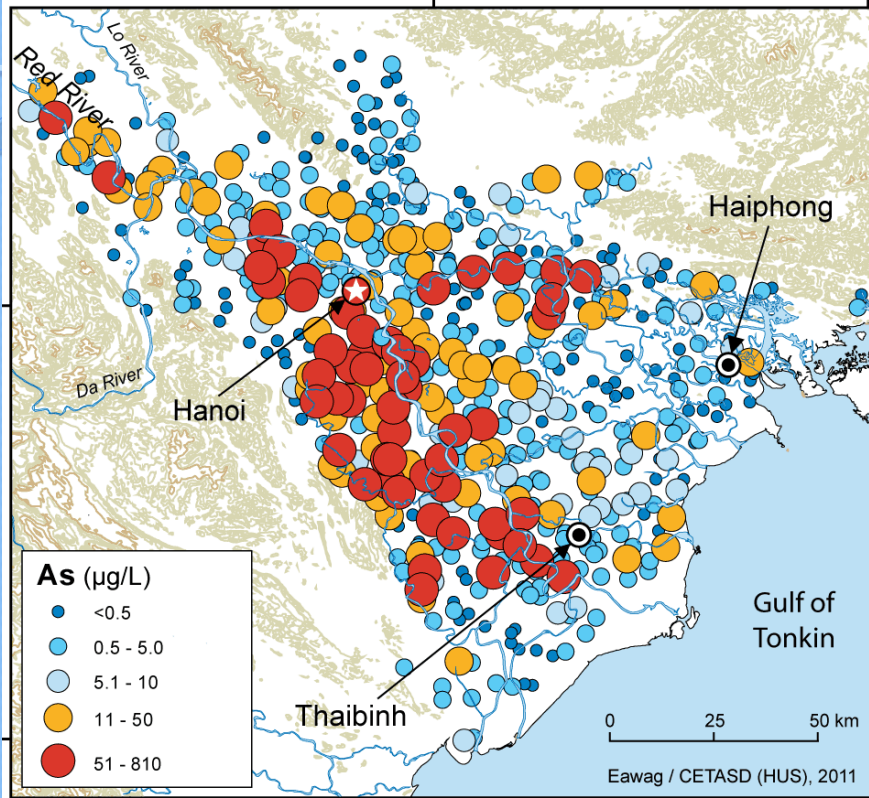 Lo River
Red River
Haiphong
Da River
Hanoi
As (µg/L)
<0.5
0.5 - 5.0
5.1 - 10
11 - 50
51 - 810
Gulf of
Tonkin
Thaibinh
0 25 50 km
Eawag / CETASD (HUS), 2011